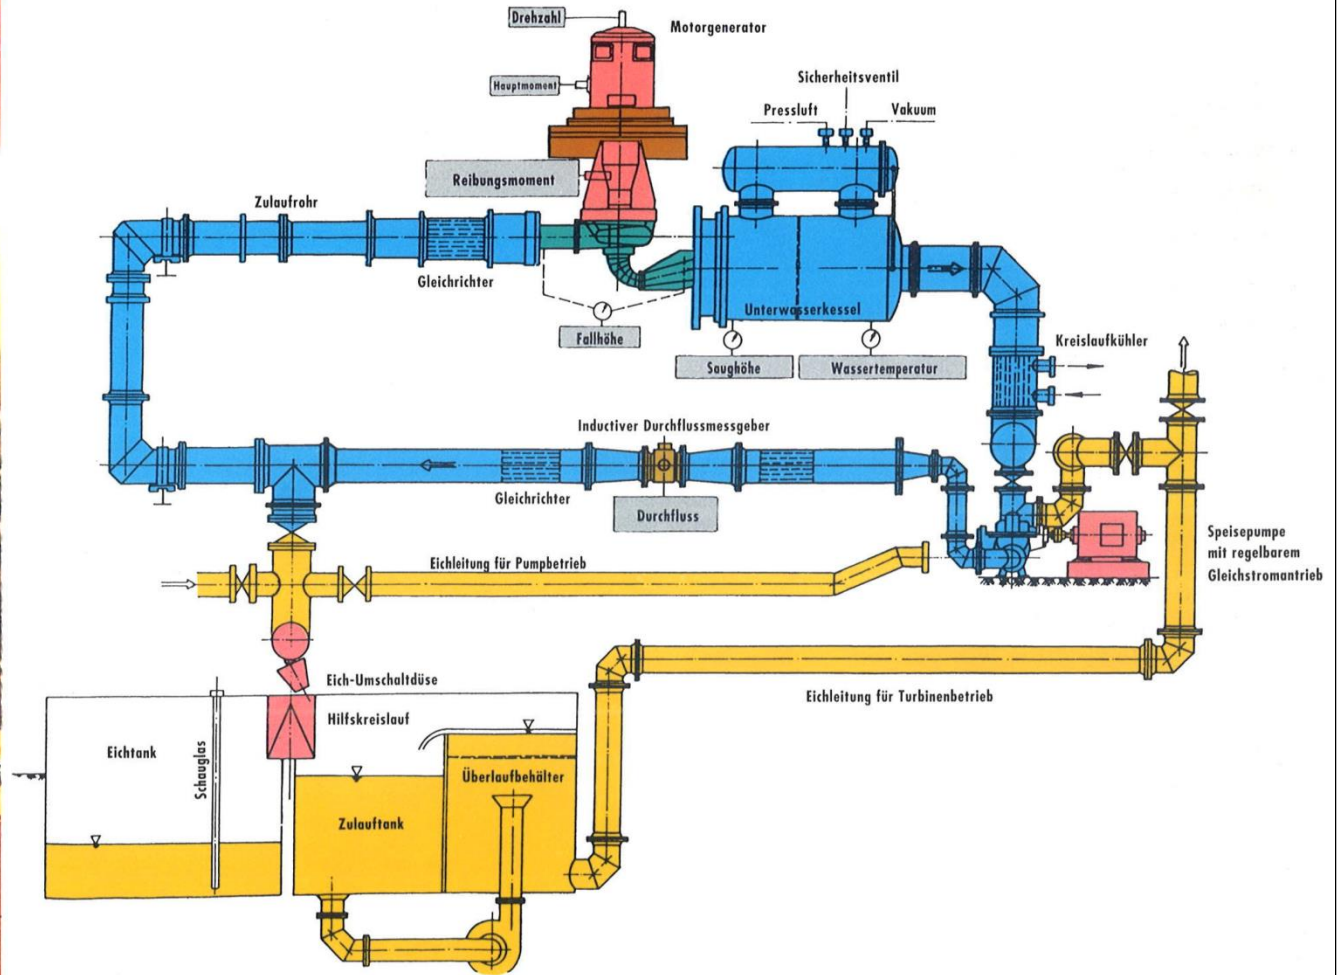 Drehzahl
Motorgenerator
Hauptmoment
Sicherheitsventil
Pressluft
Vakuum
Reibungsmoment
Zulaufrohr
Gleichrichter
Unterwasserkessel
Fallhöhe
Saughöhe
Wassertemperatur
Kreislaufkühler
Inductiver Durchflussmessgeber
Gleichrichter
Durchfluss
Speisepumpe
mit regelbarem
Gleichstromantrieb
Eichleitung für Pumpbetrieb
Eich-Umschaltdüse
Eichleitung für Turbinenbetrieb
Hilfskreislauf
Eichtank
Schauglas
Überlaufbehälter
Zulauftank